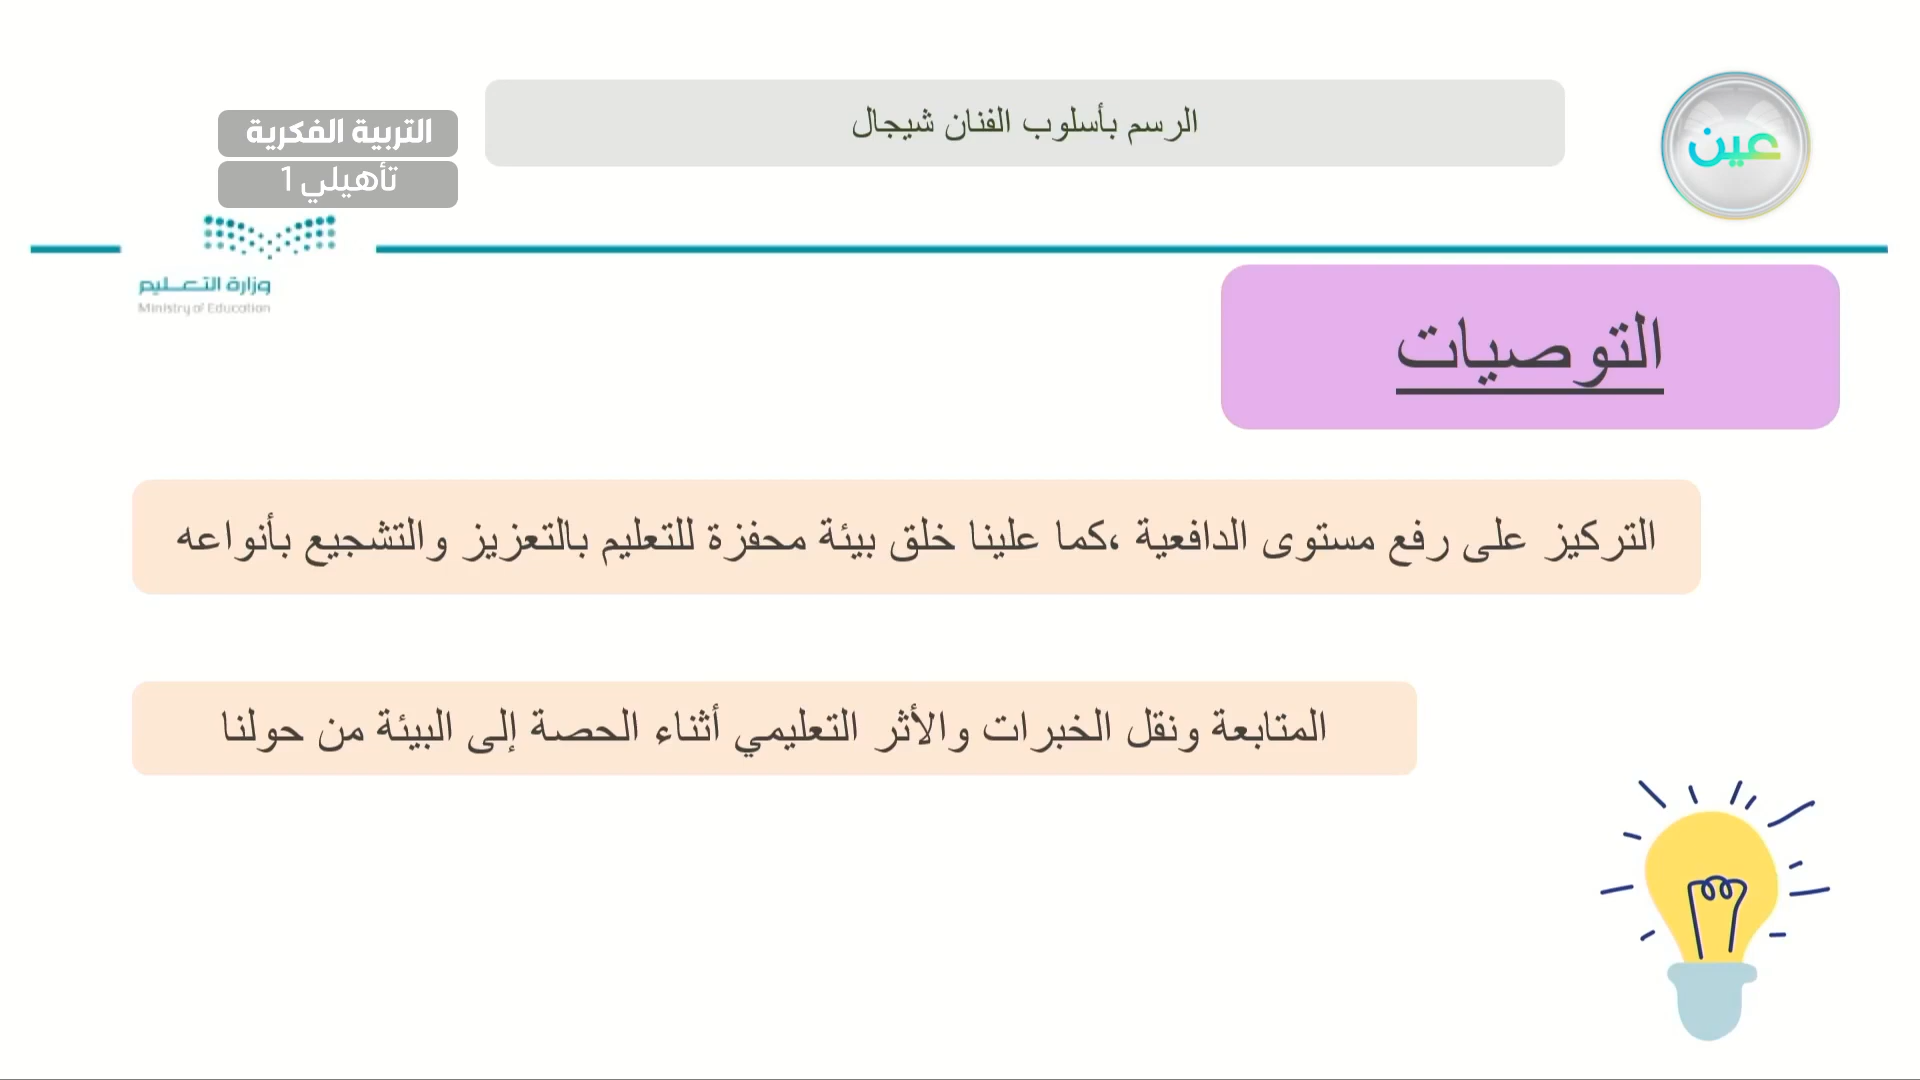 الرسم بأسلوب الفنان شيجال
عين
التربية الفكرية
تأهيلي 1
وزارة التعليم
Ministry of Education
التوصيات
التركيز على رفع مستوى الدافعية ،كما علينا خلق بيئة محفزة للتعليم بالتعزيز والتشجيع بأنواعه
المتابعة ونقل الخبرات والأثر التعليمي أثناء الحصة إلى البيئة من حولنا